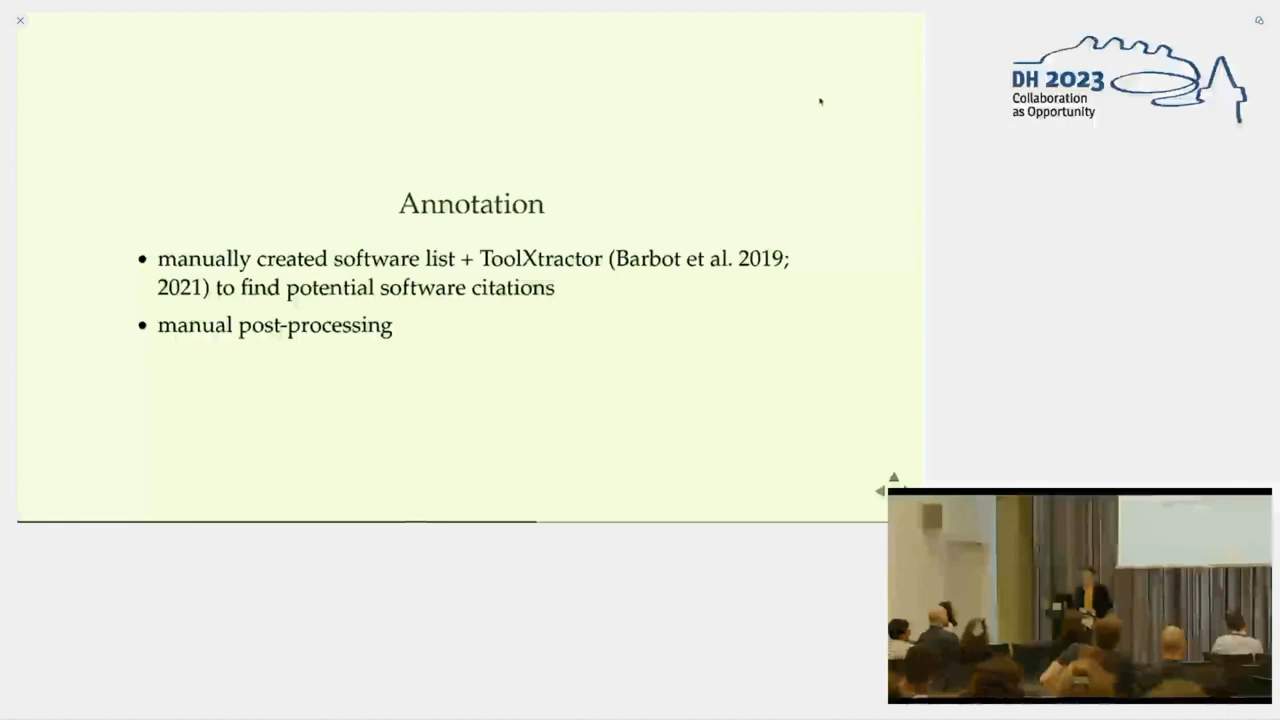 Annotation
• manually created software list + ToolXtractor (Barbot et al. 2019;
2021) to find potential software citations
• manual post-processing
DH 2023
Collaboration
as Opportunity